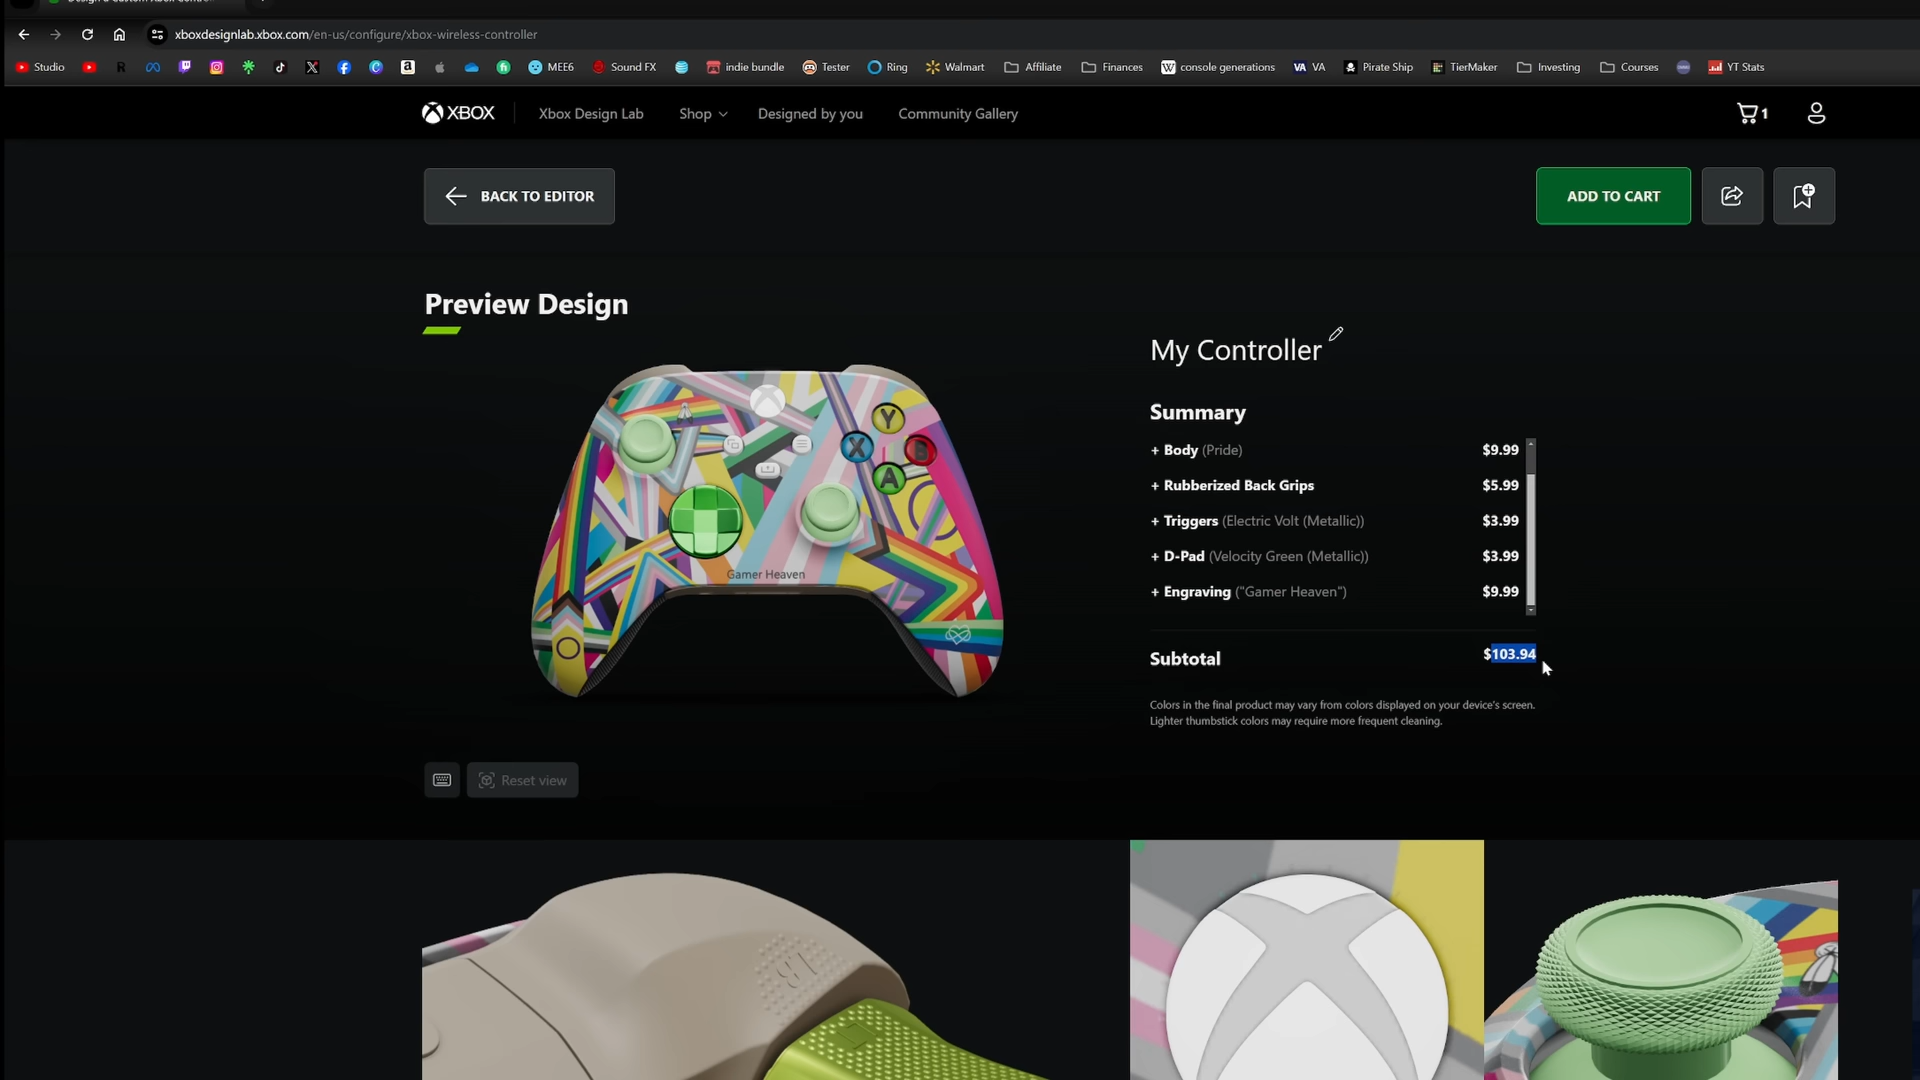 xboxdesignlab.xbox.com/en-us/configure/xbox-wireless-controller
Studio MEE6 Sound FX indie bundle Tester Ring Walmart Affiliate Finances console generations VA VA Pirate Ship TierMaker Investing Courses YT Stats
XBOX Xbox Design Lab Shop Designed by you Community Gallery 1
BACK TO EDITOR ADD TO CART
Preview Design
My Controller
Summary
+ Body (Pride) $9.99
+ Rubberized Back Grips $5.99
+ Triggers (Electric Volt (Metallic)) $3.99
+ D-Pad (Velocity Green (Metallic)) $3.99
+ Engraving ("Gamer Heaven") $9.99
Subtotal $103.94
Colors in the final product may vary from colors displayed on your device's screen.
Lighter thumbstick colors may require more frequent cleaning.
Y
X B
A
Gamer Heaven
Reset view